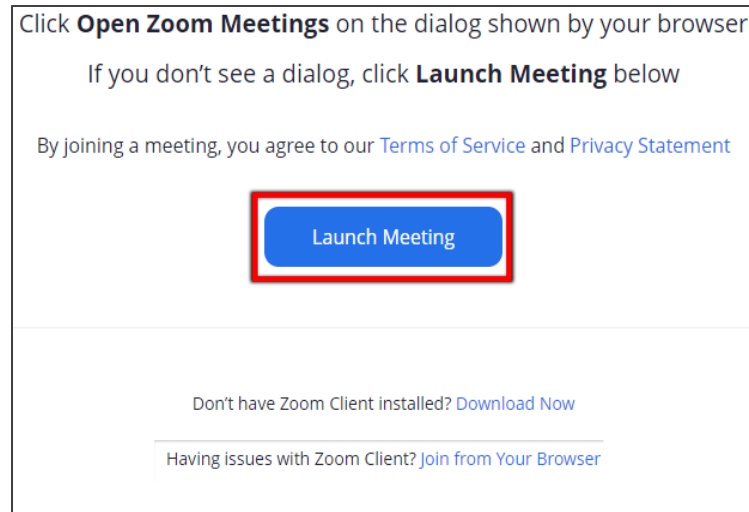 Click Open Zoom Meetings on the dialog shown by your browser
If you don’t see a dialog, click Launch Meeting below
By joining a meeting, you agree to our Terms of Service and Privacy Statement
Launch Meeting
Don’t have Zoom Client installed? Download Now
Having issues with Zoom Client? Join from Your Browser